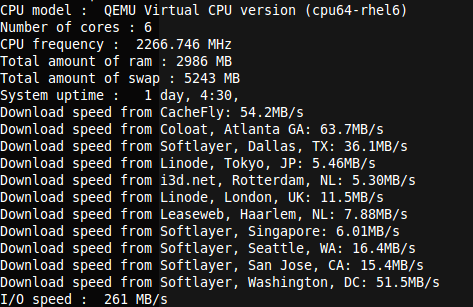 CPU model :  QEMU Virtual CPU version (cpu64-rhel6)
Number of cores : 6
CPU frequency :  2266.746 MHz
Total amount of ram : 2986 MB
Total amount of swap : 5243 MB
System uptime :   1 day, 4:30,
Download speed from CacheFly: 54.2MB/s
Download speed from Coloat, Atlanta GA: 63.7MB/s
Download speed from Softlayer, Dallas, TX: 36.1MB/s
Download speed from Linode, Tokyo, JP: 5.46MB/s
Download speed from i3d.net, Rotterdam, NL: 5.30MB/s
Download speed from Linode, London, UK: 11.5MB/s
Download speed from Leaseweb, Haarlem, NL: 7.88MB/s
Download speed from Softlayer, Singapore: 6.01MB/s
Download speed from Softlayer, Seattle, WA: 16.4MB/s
Download speed from Softlayer, San Jose, CA: 15.4MB/s
Download speed from Softlayer, Washington, DC: 51.5MB/s
I/O speed :  261 MB/s